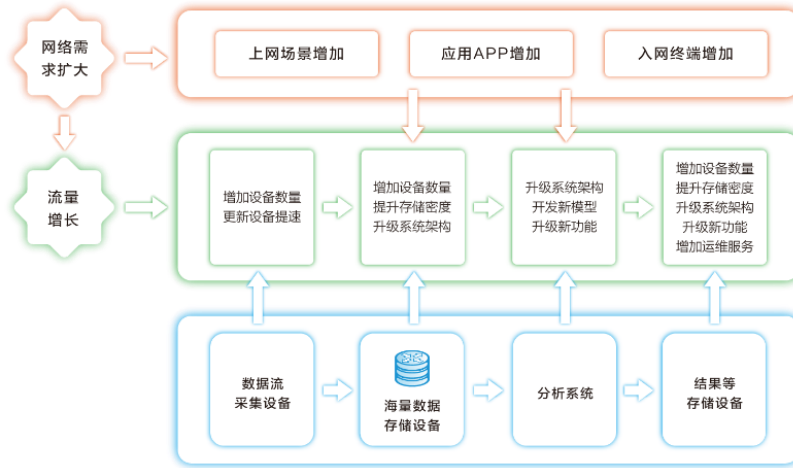 网络需
求扩大
上网场景增加
应用APP增加
入网终端增加
流量
增长
增加设备数量
更新设备提速
增加设备数量
提升存储密度
升级系统架构
升级系统架构
开发新模型
升级新功能
增加设备数量
提升存储密度
升级系统架构
升级新功能
增加运维服务
数据流
采集设备
海量数据
存储设备
分析系统
结果等
存储设备